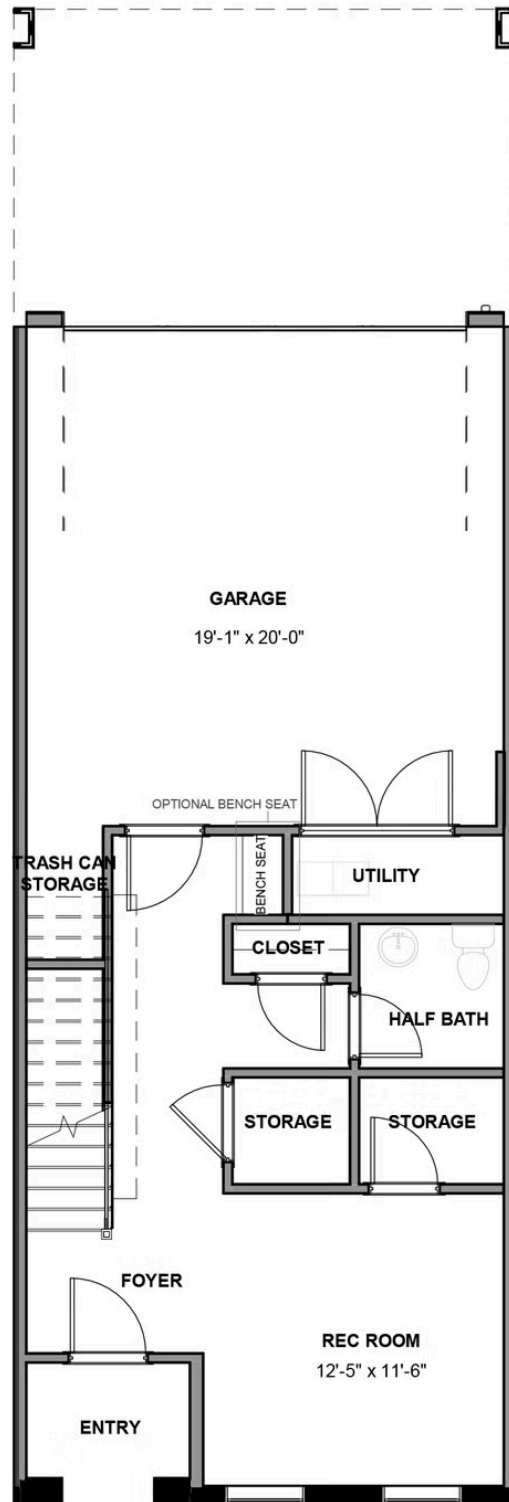 GARAGE
19'-1" x 20'-0"
OPTIONAL BENCH SEAT
TRASH CAN
STORAGE
BENCH SEAT
UTILITY
CLOSET
HALF BATH
STORAGE
STORAGE
FOYER
REC ROOM
12'-5" x 11'-6"
ENTRY